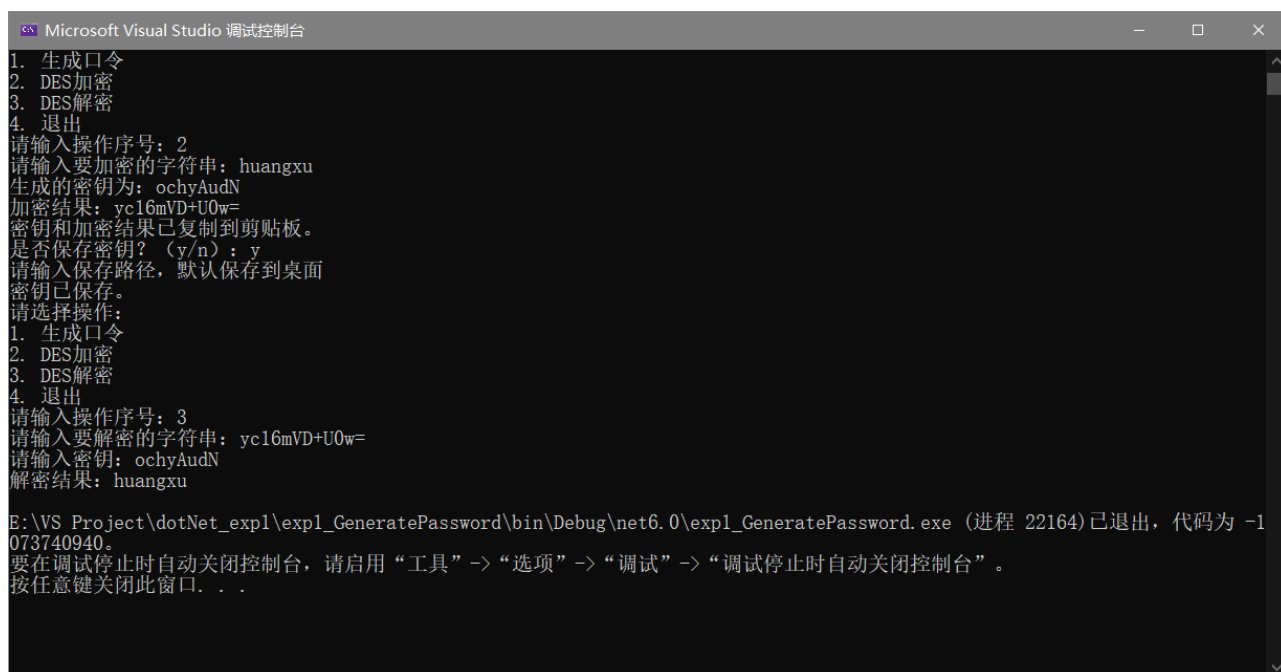 Microsoft Visual Studio 调试控制台
1. 生成口令
2. DES加密
3. DES解密
4. 退出
请输入操作序号: 2
请输入要加密的字符串: huangxu
生成的密钥为: ochyAudN
加密结果: ycl6mVD+U0w=
密钥和加密结果已复制到剪贴板。
是否保存密钥? (y/n): y
请输入保存路径, 默认保存到桌面
密钥已保存。
请选择操作:
1. 生成口令
2. DES加密
3. DES解密
4. 退出
请输入操作序号: 3
请输入要解密的字符串: ycl6mVD+U0w=
请输入密钥: ochyAudN
解密结果: huangxu
E:\VS Project\dotNet_exp1\exp1_GeneratePassword\bin\Debug\net6.0\exp1_GeneratePassword.exe (进程 22164)已退出, 代码为 -1
073740940。
要在调试停止时自动关闭控制台, 请启用“工具”->“选项”->“调试”->“调试停止时自动关闭控制台”。
按任意键关闭此窗口. . .